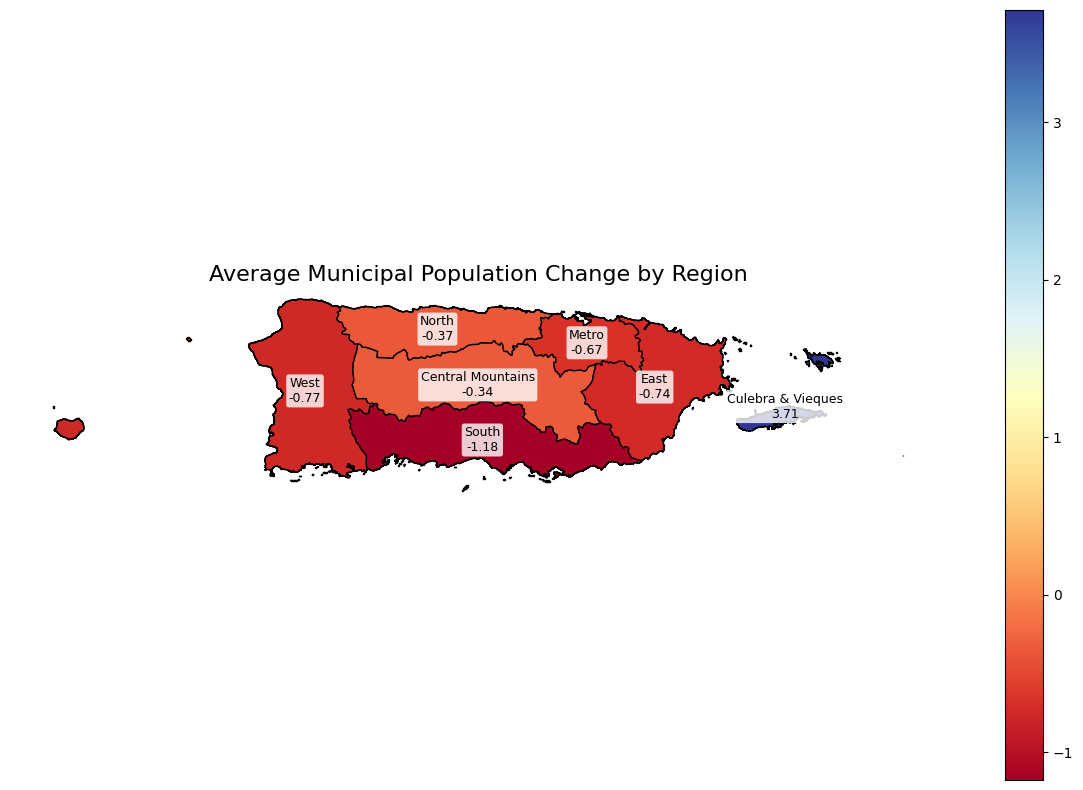 Average Municipal Population Change by Region
North
-0.37
Metro
-0.67
West
-0.77
Central Mountains
-0.34
East
-0.74
Culebra & Vieques
3.71
South
-1.18
3
2
1
0
−1